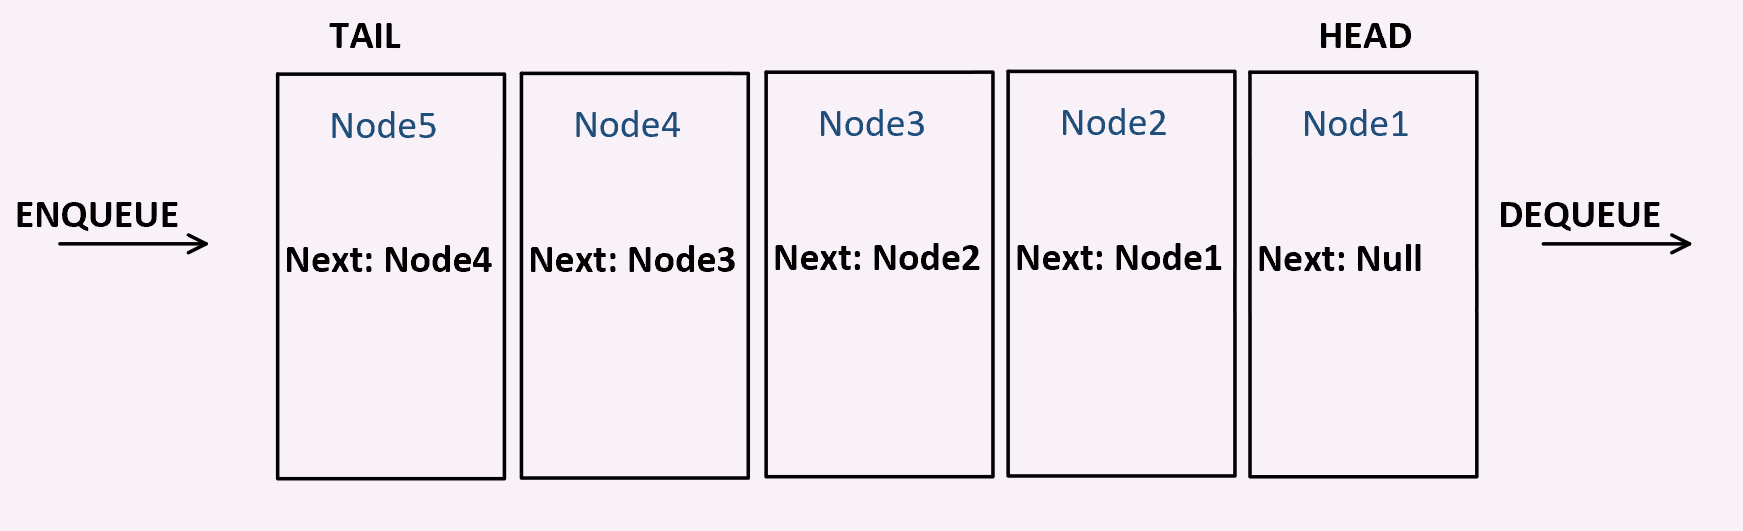 TAIL
HEAD
Node5
Node4
Node3
Node2
Node1
ENQUEUE
DEQUEUE
Next: Node4
Next: Node3
Next: Node2
Next: Node1
Next: Null